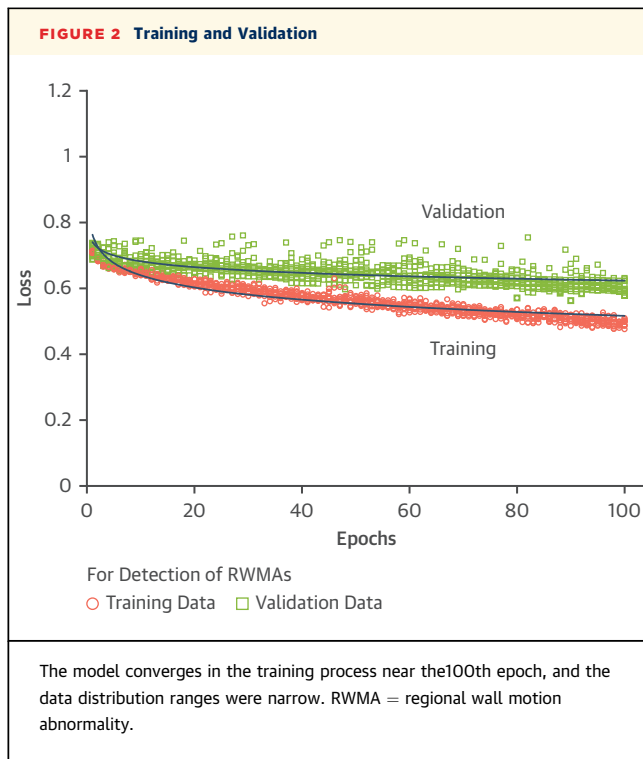 FIGURE 2 Training and Validation
1.2
1
0.8
0.6
0.4
0.2
0
Loss
Validation
Training
0 20 40 60 80 100
Epochs
For Detection of RWMAs
Training Data Validation Data
The model converges in the training process near the100th epoch, and the
data distribution ranges were narrow. RWMA = regional wall motion
abnormality.